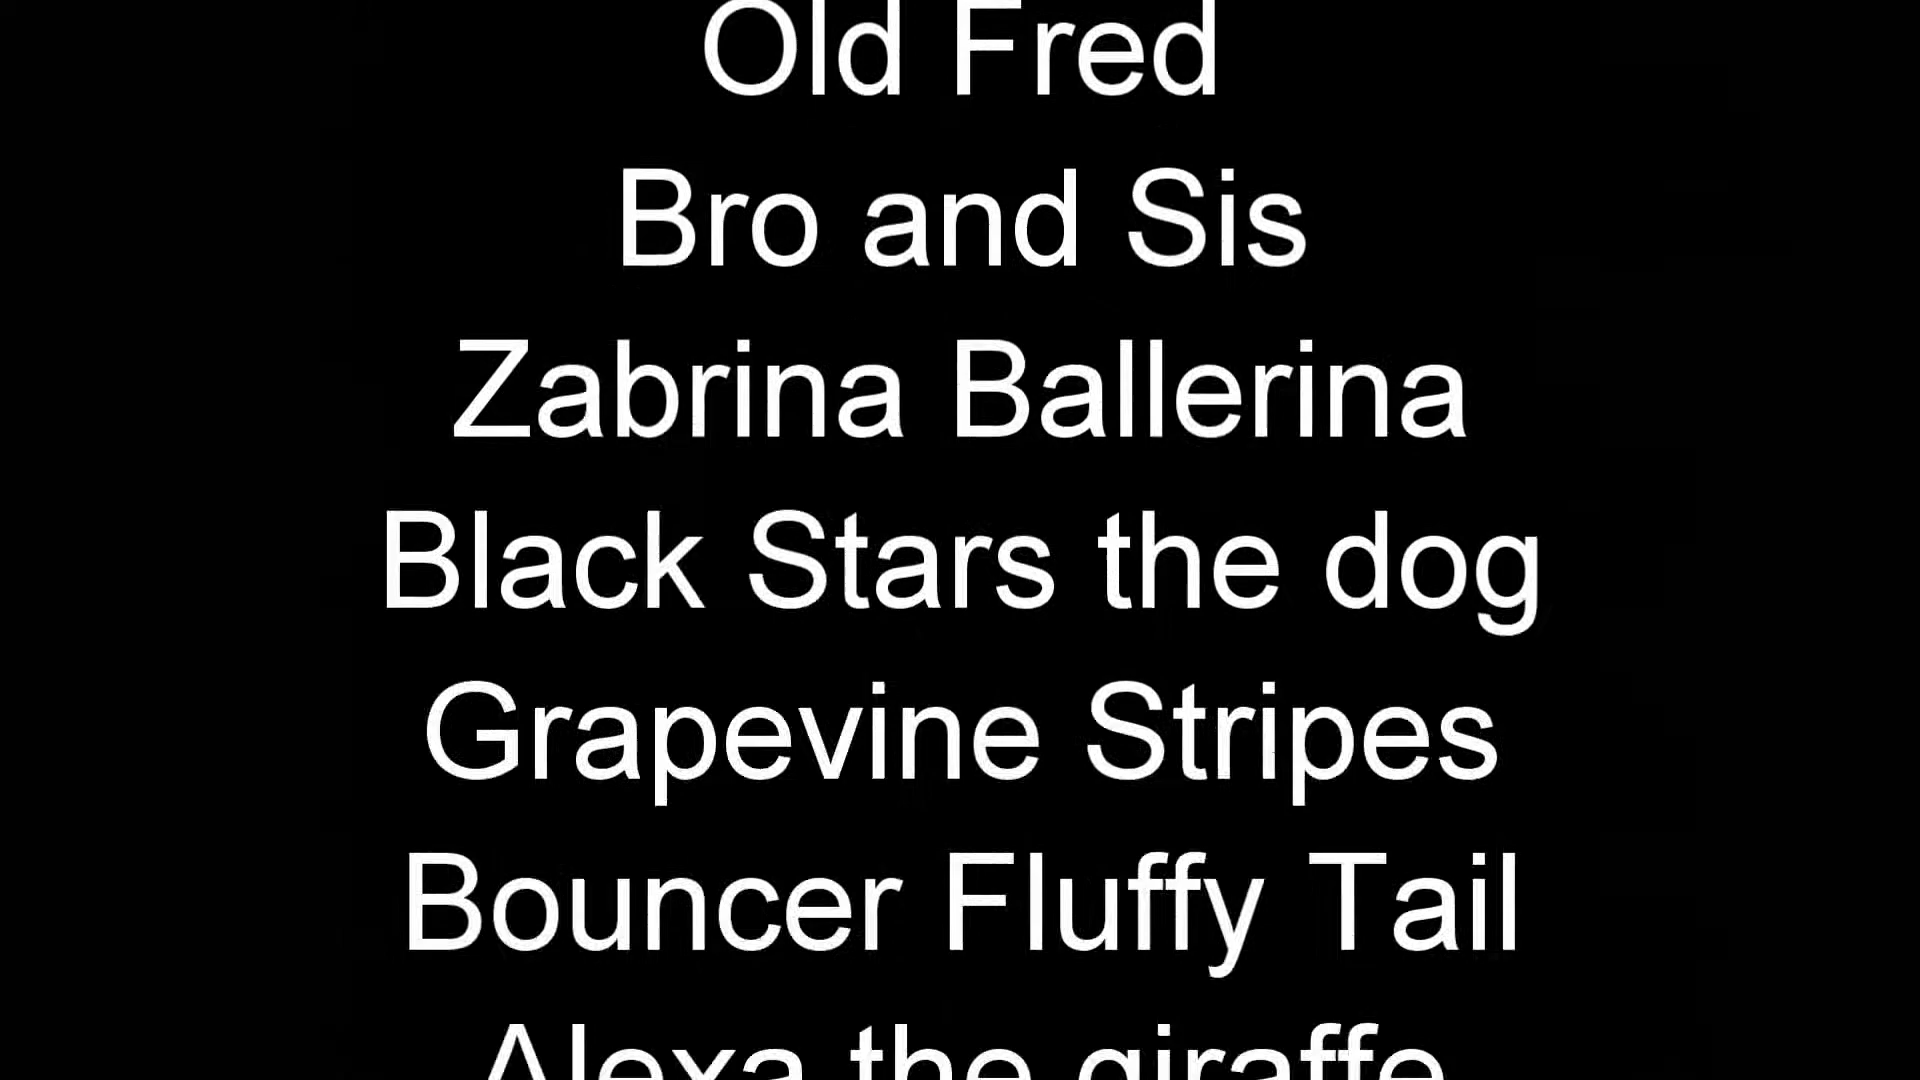 Old Fred
Bro and Sis
Zabrina Ballerina
Black Stars the dog
Grapevine Stripes
Bouncer Fluffy Tail
Alexa the giraffe